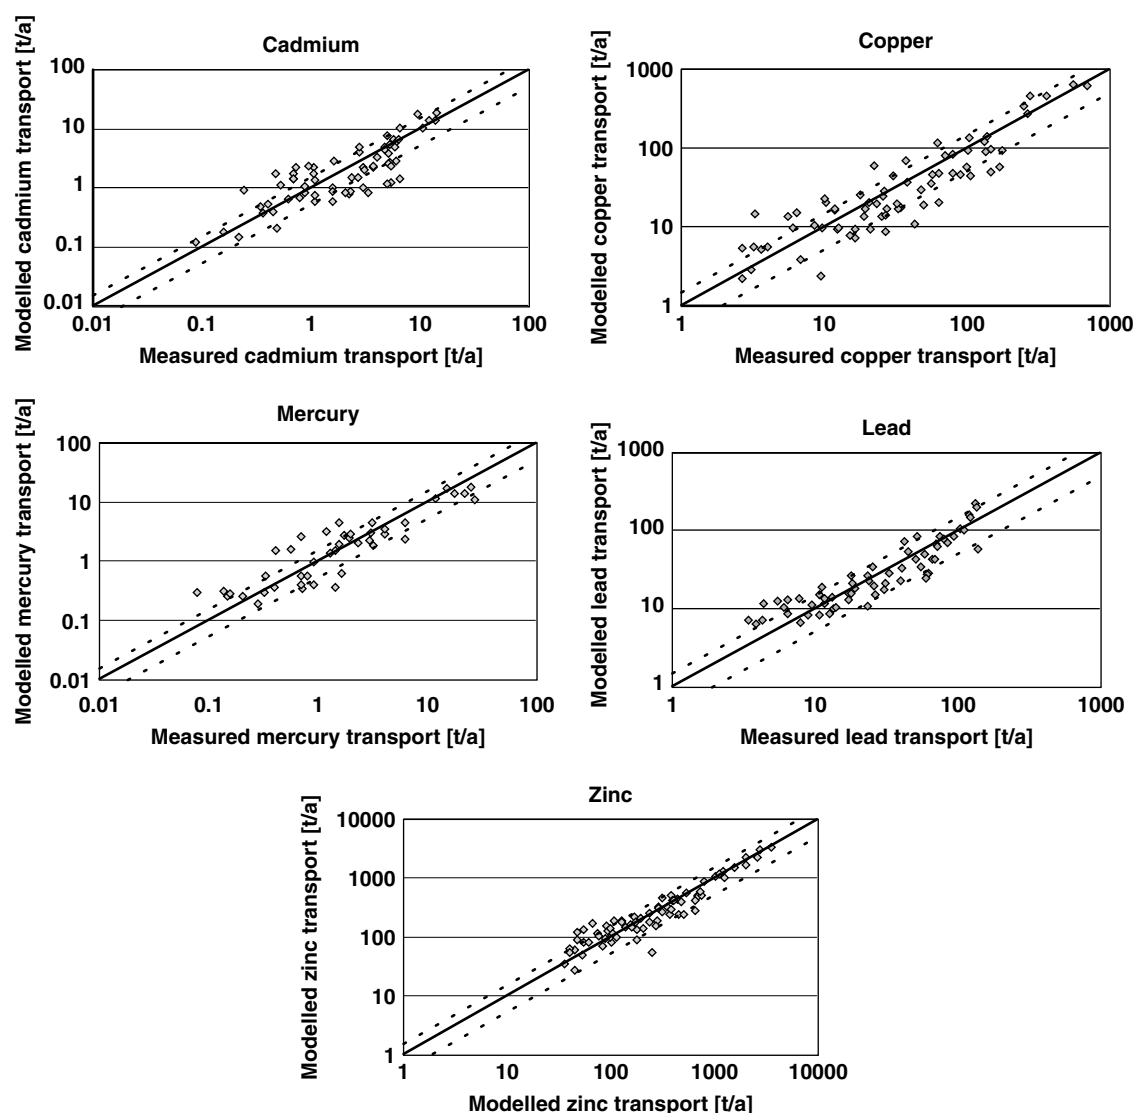 Cadmium
Modelled cadmium transport [t/a]
100
10
1
0.1
0.01
0.01 0.1 1 10 100
Measured cadmium transport [t/a]
Copper
Modelled copper transport [t/a]
1000
100
10
1
1 10 100 1000
Measured copper transport [t/a]
Mercury
Modelled mercury transport [t/a]
100
10
1
0.1
0.01
0.01 0.1 1 10 100
Measured mercury transport [t/a]
Lead
Modelled lead transport [t/a]
1000
100
10
1
1 10 100 1000
Measured lead transport [t/a]
Zinc
Modelled zinc transport [t/a]
10000
1000
100
10
1
1 10 100 1000 10000
Modelled zinc transport [t/a]